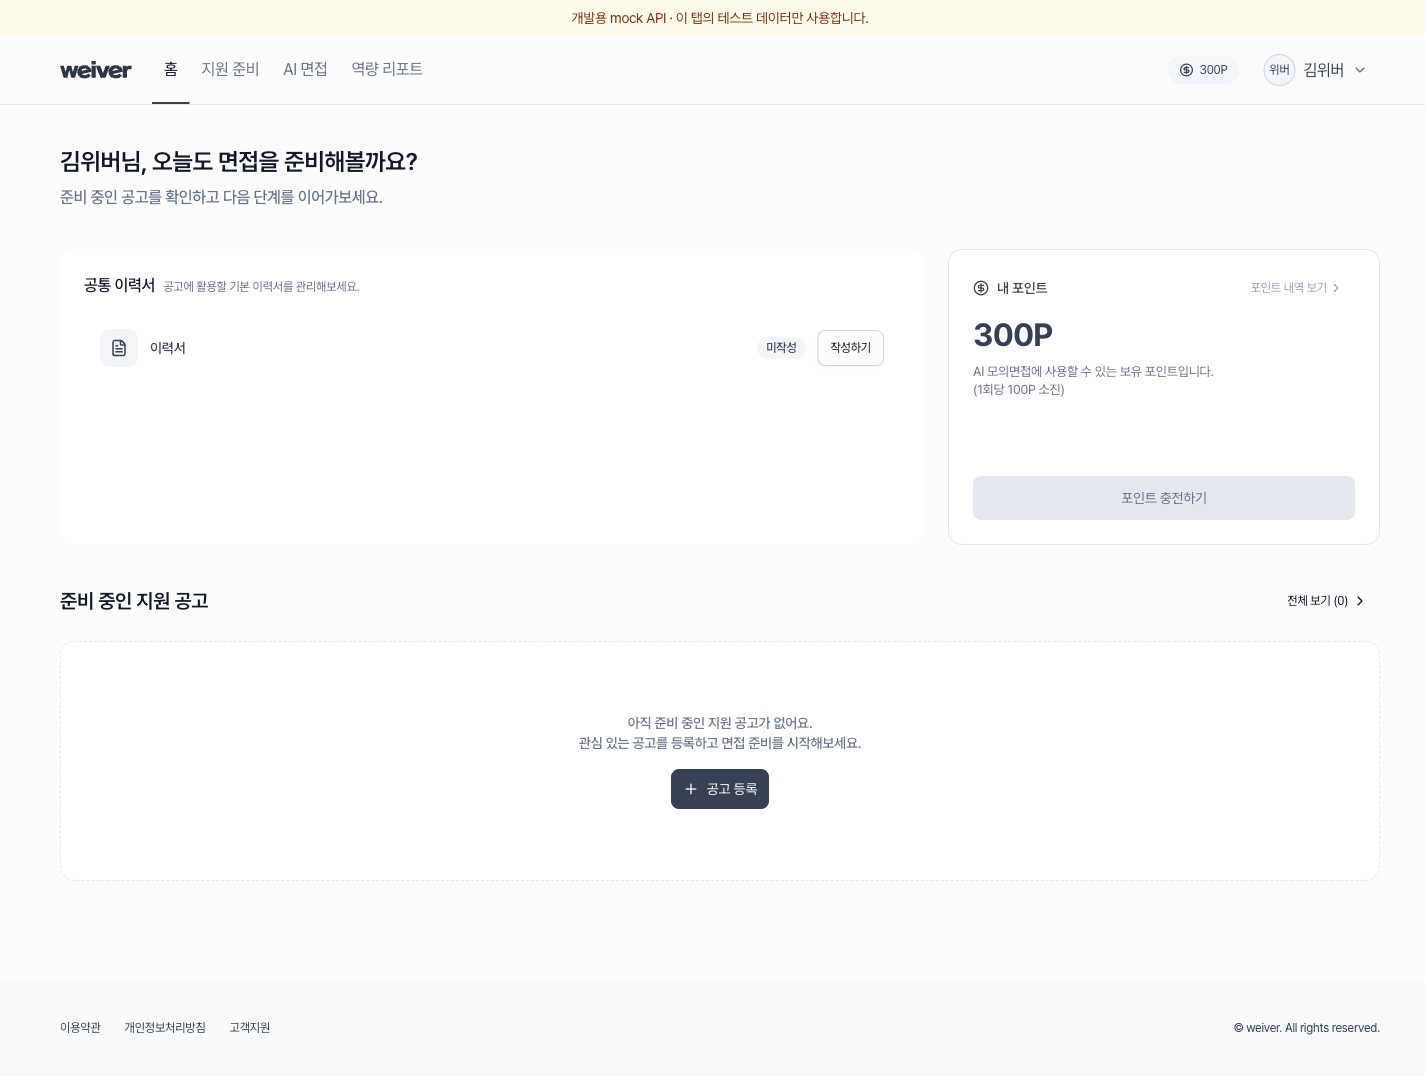 개발용 mock API · 이 탭의 테스트 데이터만 사용합니다.
weiver 홈 지원 준비 AI 면접 역량 리포트 300P 위버 김위버
김위버님, 오늘도 면접을 준비해볼까요?
준비 중인 공고를 확인하고 다음 단계를 이어가보세요.
공통 이력서 공고에 활용할 기본 이력서를 관리해보세요.
이력서 미작성 작성하기
내 포인트 포인트 내역 보기
300P
AI 모의면접에 사용할 수 있는 보유 포인트입니다.
(1회당 100P 소진)
포인트 충전하기
준비 중인 지원 공고 전체 보기 (0)
아직 준비 중인 지원 공고가 없어요.
관심 있는 공고를 등록하고 면접 준비를 시작해보세요.
공고 등록
이용약관 개인정보처리방침 고객지원 © weiver. All rights reserved.